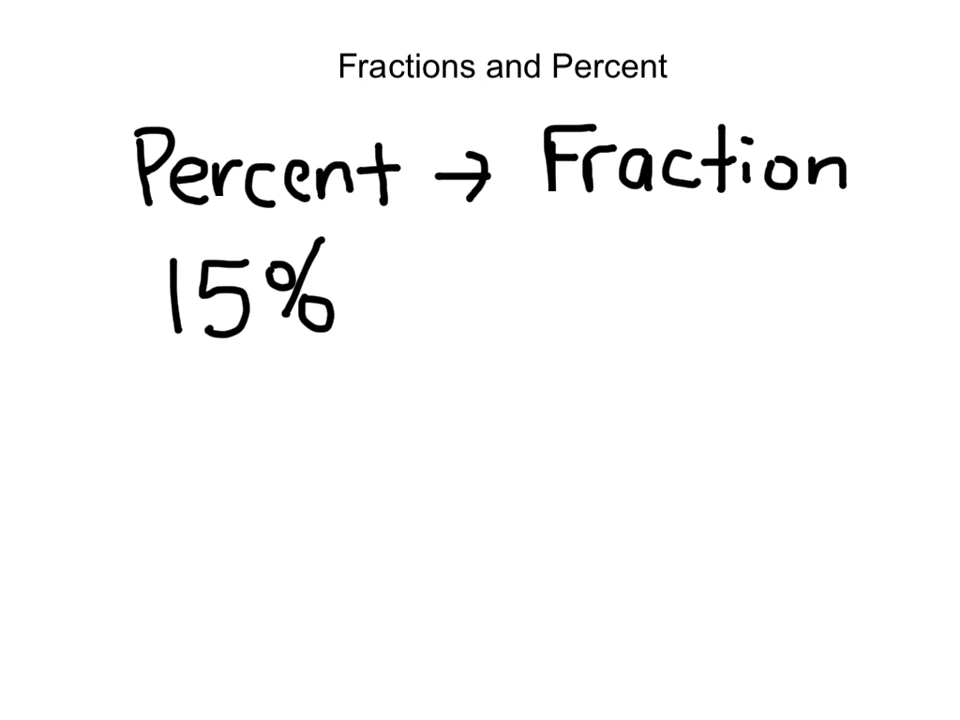 Fractions and Percent
Percent → Fraction
15%